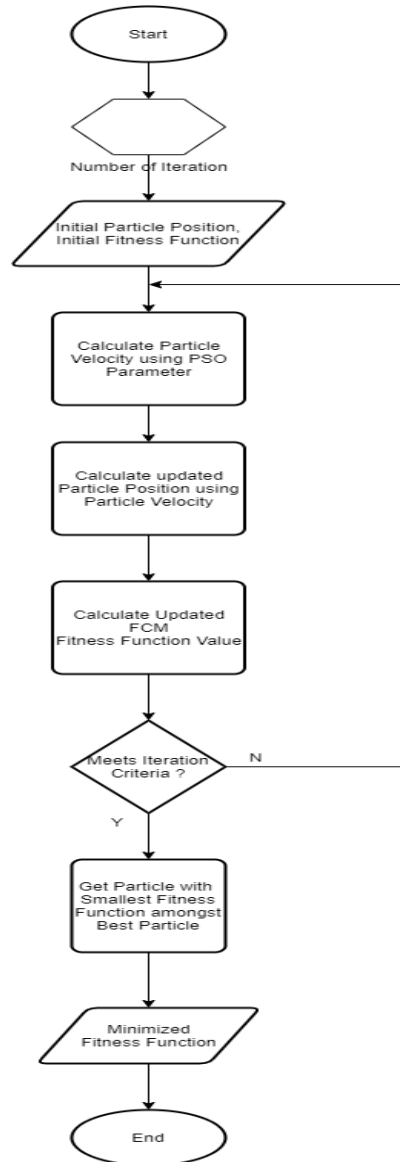 Start
Number of Iteration
Initial Particle Position,
Initial Fitness Function
Calculate Particle
Velocity using PSO
Parameter
Calculate updated
Particle Position using
Particle Velocity
Calculate Updated
FCM
Fitness Function Value
Meets Iteration
Criteria ?
N
Y
Get Particle with
Smallest Fitness
Function amongst
Best Particle
Minimized
Fitness Function
End